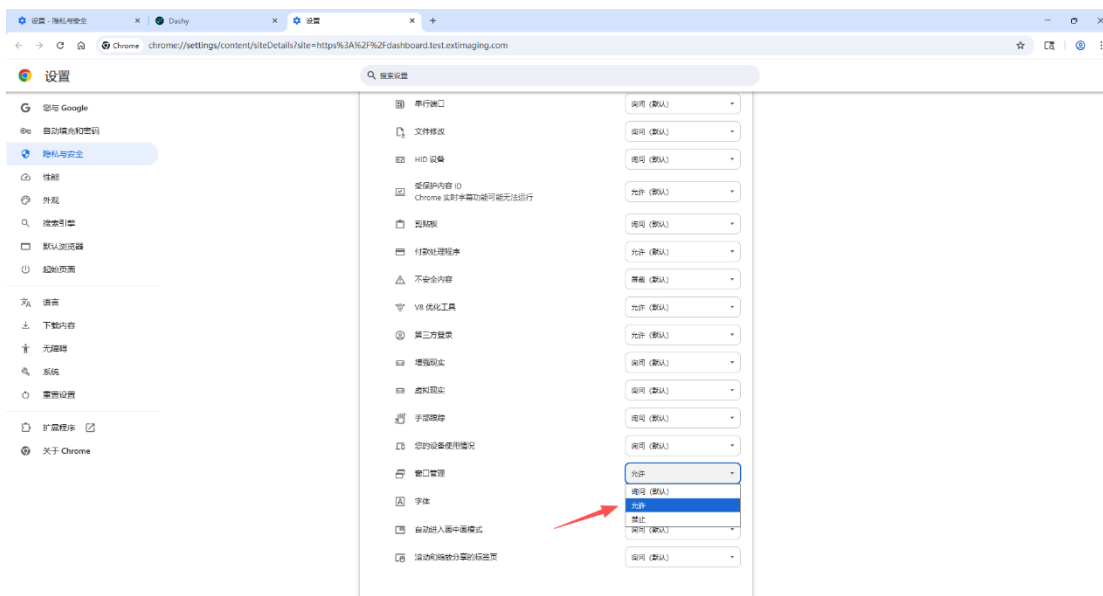 设置 - 隐私与安全
Dashy
设置
Chrome
chrome://settings/content/siteDetails?site=https%3A%2F%2Fdashboard.test.extimaging.com
设置
搜索设置
您与 Google
自动填充和密码
隐私与安全
性能
外观
搜索引擎
默认浏览器
起始页面
语言
下载内容
无障碍
系统
重置设置
扩展程序
关于 Chrome
串行端口
询问（默认）
文件修改
询问（默认）
HID 设备
询问（默认）
受保护内容 ID
Chrome 实时字幕功能可能无法运行
允许（默认）
剪贴板
询问（默认）
付款处理程序
允许（默认）
不安全内容
屏蔽（默认）
V8 优化工具
允许（默认）
第三方登录
允许（默认）
增强现实
询问（默认）
虚拟现实
询问（默认）
手部跟踪
询问（默认）
您的设备使用情况
询问（默认）
窗口管理
允许
询问（默认）
允许
禁止
字体
自动进入画中画模式
询问（默认）
滚动和缩放分享的标签页
询问（默认）